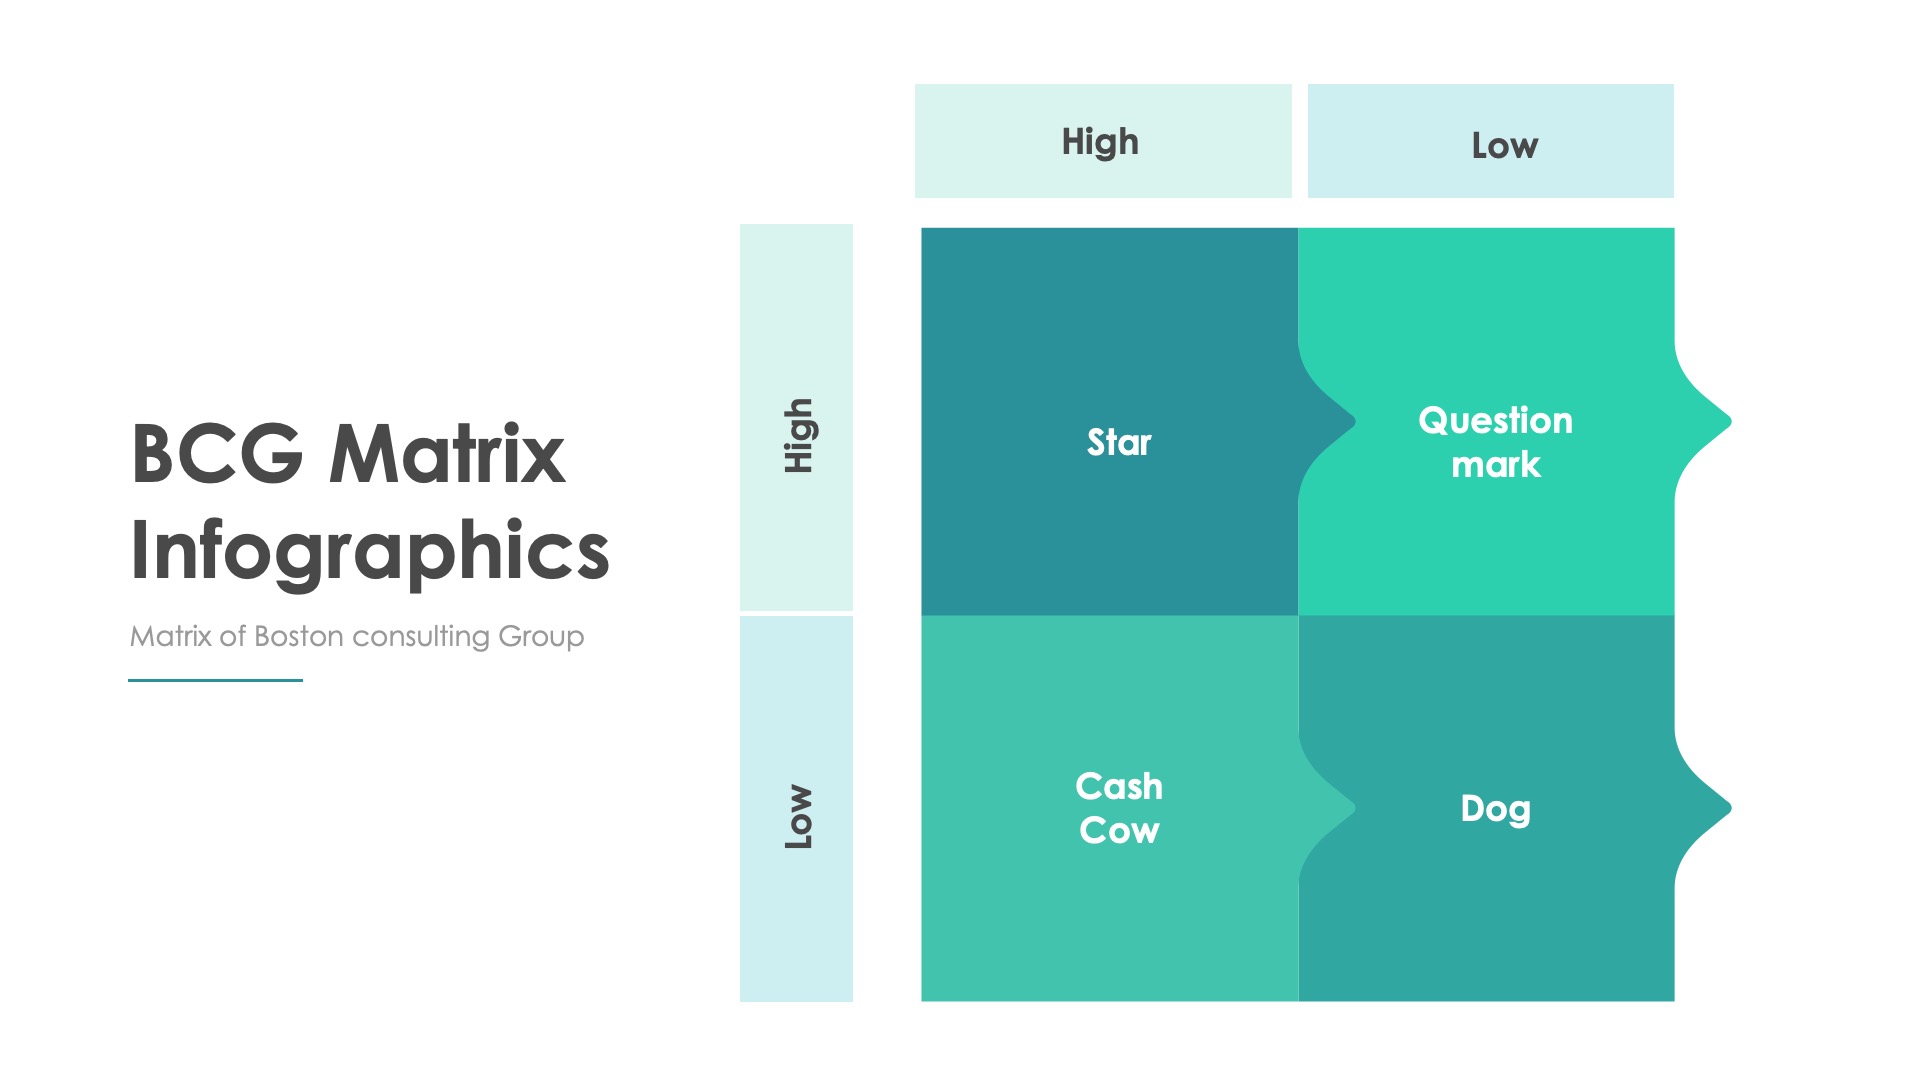 BCG Matrix
Infographics
Matrix of Boston consulting Group
High
Low
High
Low
Star
Question
mark
Cash
Cow
Dog